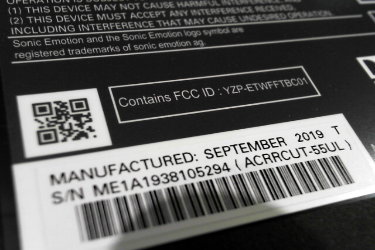 (1) THIS DEVICE MAY NOT CAUSE HARMFUL
(2) THIS DEVICE MUST ACCEPT ANY INTERFERENCE RECEIVED,
INCLUDING INTERFERENCE THAT MAY CAUSE UNDESIRED OPERATION
Sonic Emotion and the Sonic Emotion logo symbol are
registered trademarks of sonic emotion ag.
Contains FCC ID : YZP-ETWFFTBC01
MANUFACTURED: SEPTEMBER 2019 T
S/N ME1A1938105294 ( ACRRCUT-55UL )